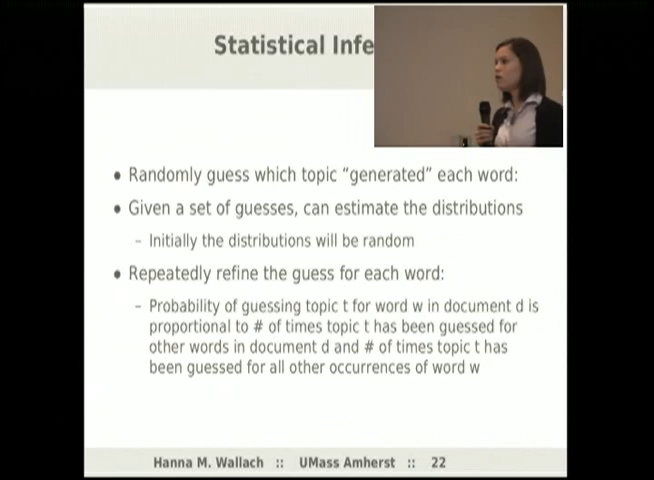 Statistical Infe
• Randomly guess which topic “generated” each word:
• Given a set of guesses, can estimate the distributions
– Initially the distributions will be random
• Repeatedly refine the guess for each word:
– Probability of guessing topic t for word w in document d is
proportional to # of times topic t has been guessed for
other words in document d and # of times topic t has
been guessed for all other occurrences of word w
Hanna M. Wallach :: UMass Amherst :: 22